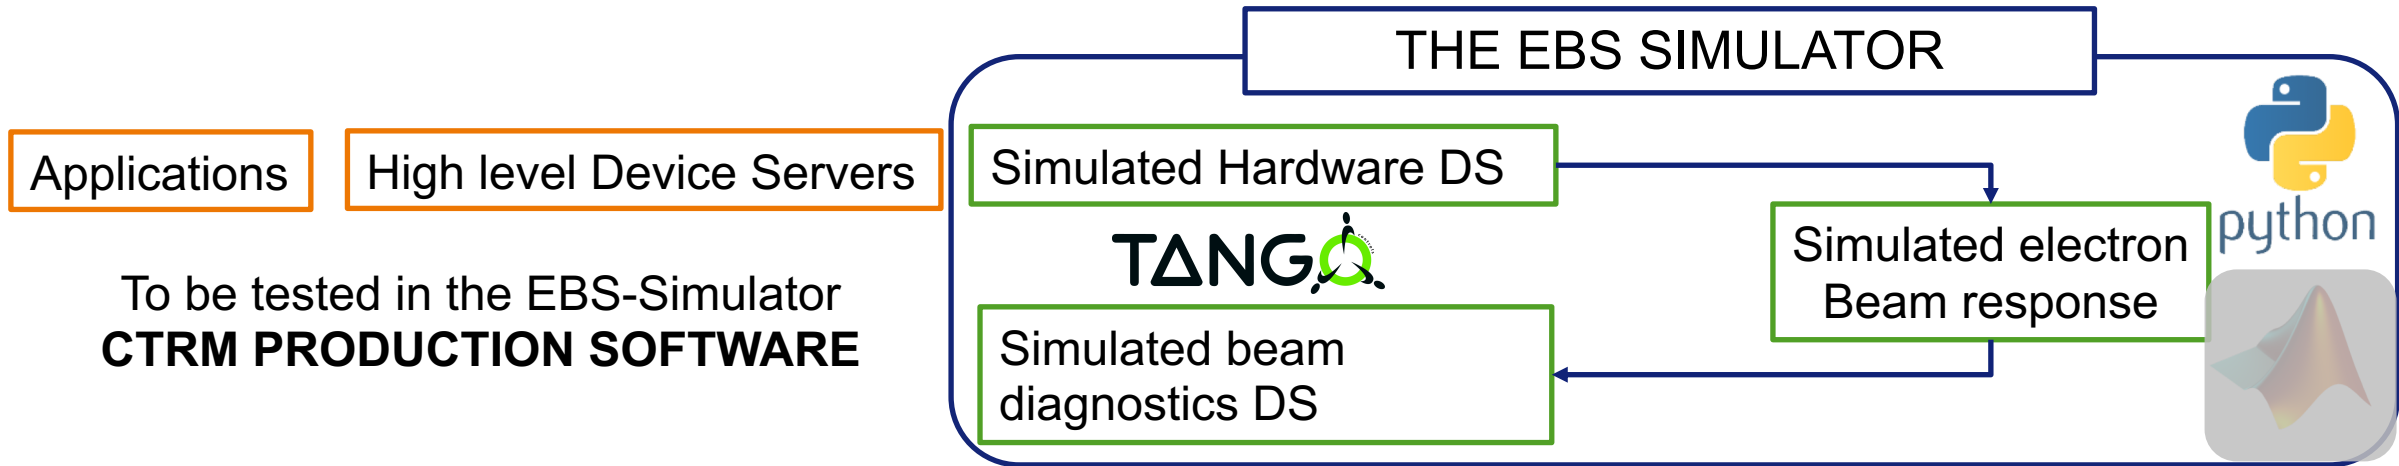 THE EBS SIMULATOR
Applications
High level Device Servers
Simulated Hardware DS
TANGO
python
Simulated electron
Beam response
To be tested in the EBS-Simulator
CTRM PRODUCTION SOFTWARE
Simulated beam
diagnostics DS